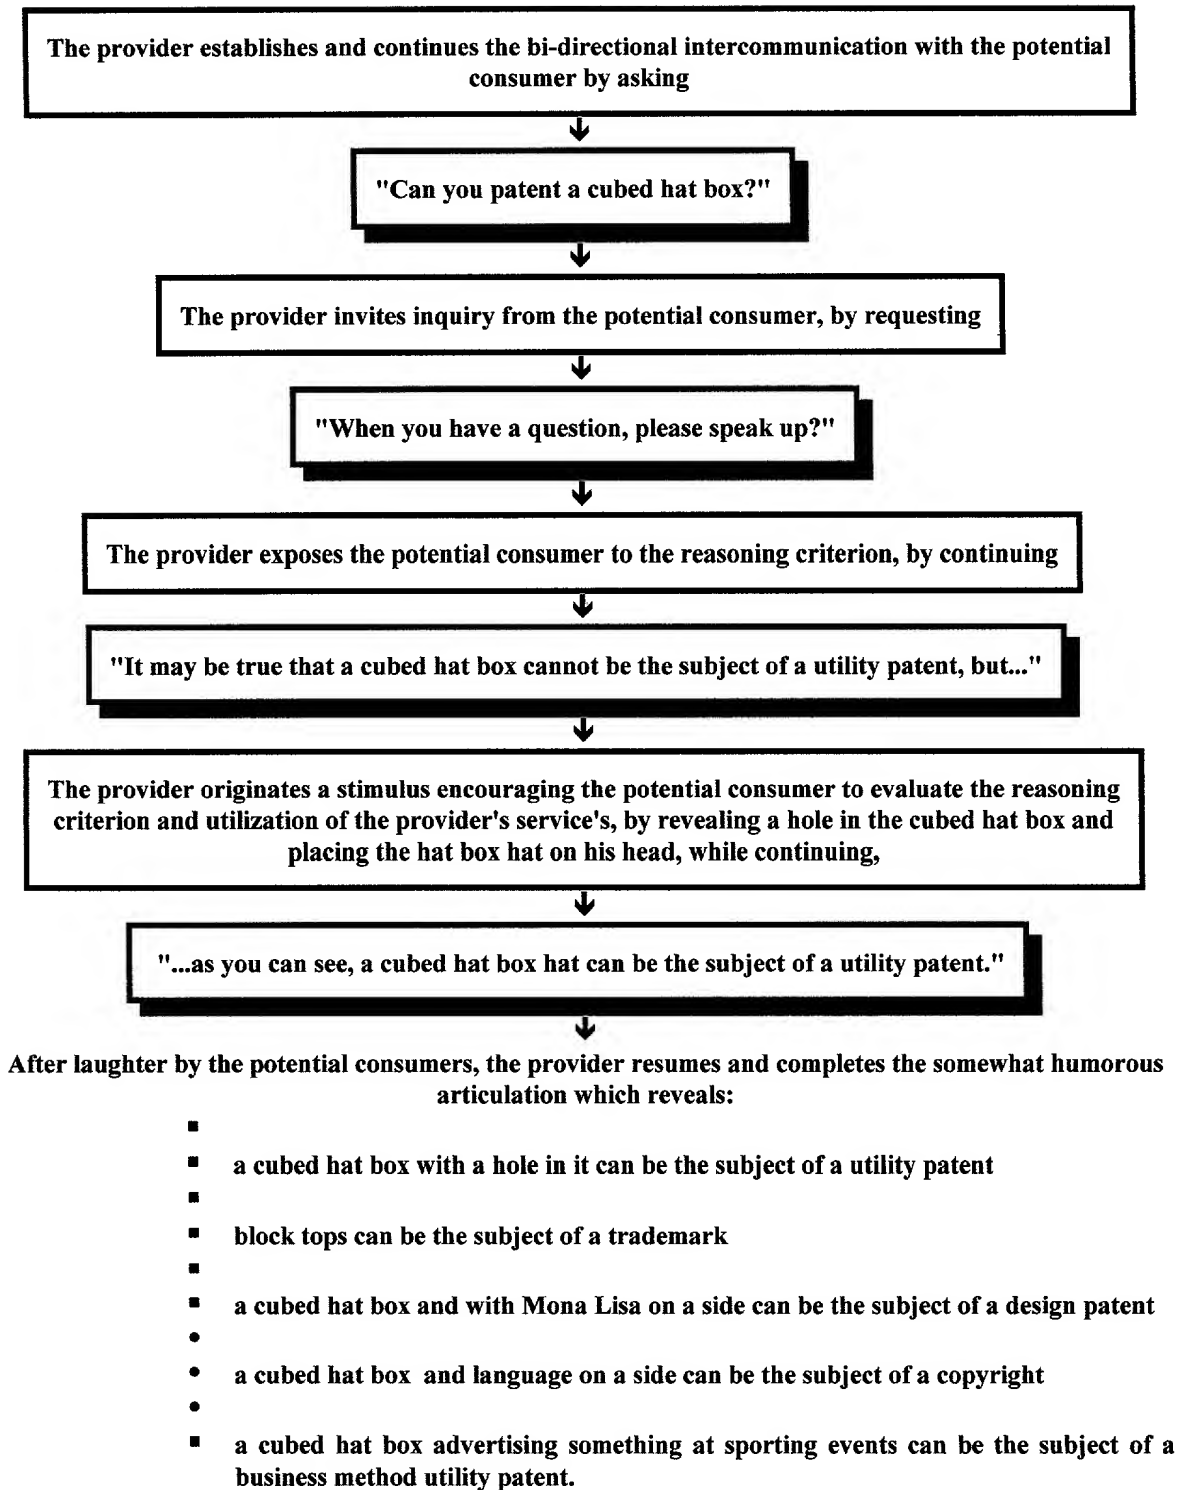 The provider establishes and continues the bi-directional intercommunication with the potential
consumer by asking
"Can you patent a cubed hat box?"
The provider invites inquiry from the potential consumer, by requesting
"When you have a question, please speak up?"
The provider exposes the potential consumer to the reasoning criterion, by continuing
"It may be true that a cubed hat box cannot be the subject of a utility patent, but..."
The provider originates a stimulus encouraging the potential consumer to evaluate the reasoning
criterion and utilization of the provider's service's, by revealing a hole in the cubed hat box and
placing the hat box hat on his head, while continuing,
"...as you can see, a cubed hat box hat can be the subject of a utility patent."
After laughter by the potential consumers, the provider resumes and completes the somewhat humorous
articulation which reveals:
a cubed hat box with a hole in it can be the subject of a utility patent
block tops can be the subject of a trademark
a cubed hat box and with Mona Lisa on a side can be the subject of a design patent
a cubed hat box and language on a side can be the subject of a copyright
a cubed hat box advertising something at sporting events can be the subject of a
business method utility patent.